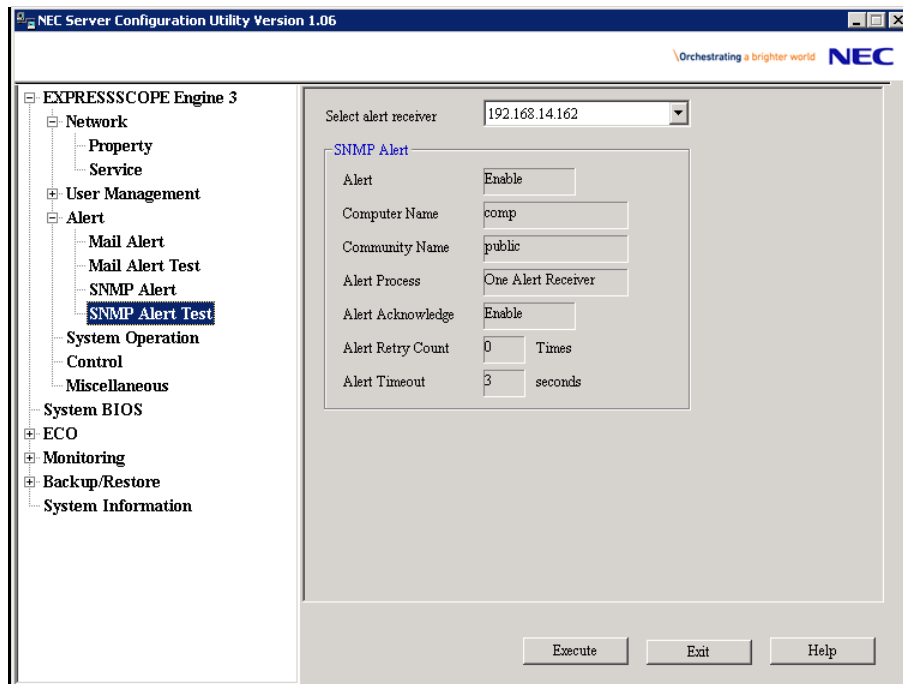 NEC Server Configuration Utility Version 1.06
\Orchestrating a brighter world NEC
EXPRESSSCOPE Engine 3
Network
Property
Service
User Management
Alert
Mail Alert
Mail Alert Test
SNMP Alert
SNMP Alert Test
System Operation
Control
Miscellaneous
System BIOS
ECO
Monitoring
Backup/Restore
System Information
Select alert receiver 192.168.14.162
SNMP Alert
Alert Enable
Computer Name comp
Community Name public
Alert Process One Alert Receiver
Alert Acknowledge Enable
Alert Retry Count 0 Times
Alert Timeout 3 seconds
Execute Exit Help